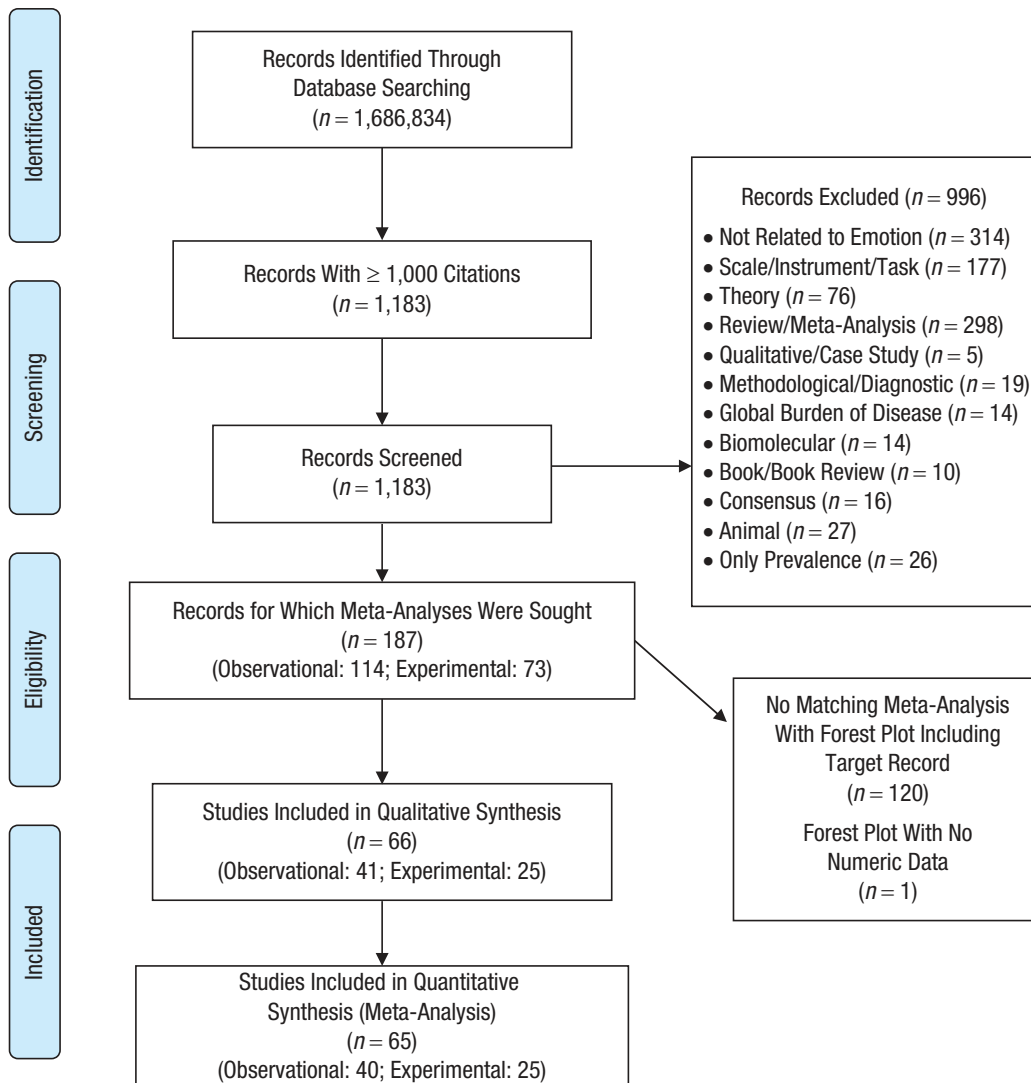 Identification
Records Identified Through
Database Searching
(n = 1,686,834)
Records With ≥ 1,000 Citations
(n = 1,183)
Screening
Records Screened
(n = 1,183)
Records Excluded (n = 996)
• Not Related to Emotion (n = 314)
• Scale/Instrument/Task (n = 177)
• Theory (n = 76)
• Review/Meta-Analysis (n = 298)
• Qualitative/Case Study (n = 5)
• Methodological/Diagnostic (n = 19)
• Global Burden of Disease (n = 14)
• Biomolecular (n = 14)
• Book/Book Review (n = 10)
• Consensus (n = 16)
• Animal (n = 27)
• Only Prevalence (n = 26)
Eligibility
Records for Which Meta-Analyses Were Sought
(n = 187)
(Observational: 114; Experimental: 73)
No Matching Meta-Analysis
With Forest Plot Including
Target Record
(n = 120)
Forest Plot With No
Numeric Data
(n = 1)
Studies Included in Qualitative Synthesis
(n = 66)
(Observational: 41; Experimental: 25)
Included
Studies Included in Quantitative
Synthesis (Meta-Analysis)
(n = 65)
(Observational: 40; Experimental: 25)